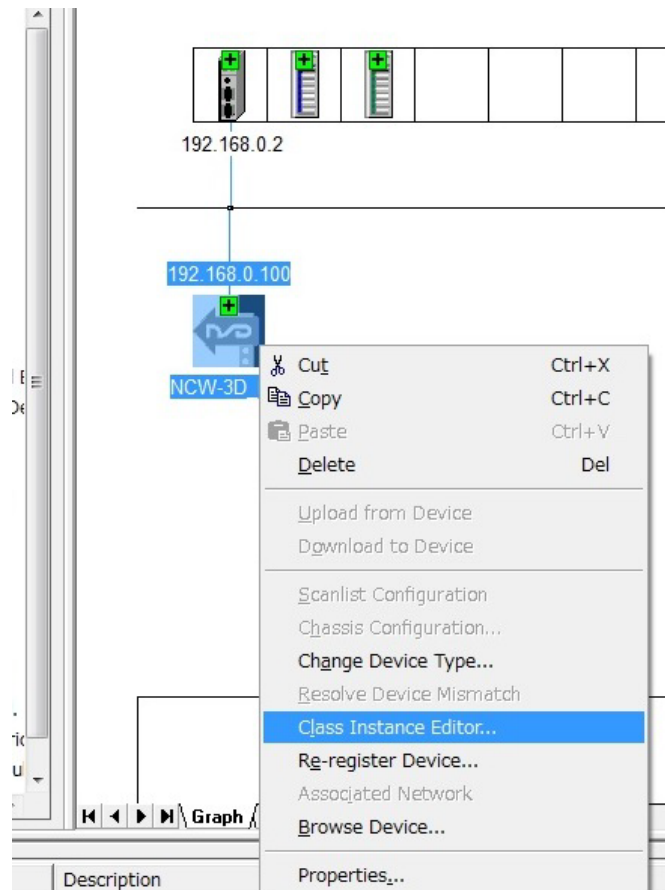 192.168.0.2
192.168.0.100
NSD
NCW-3D
Cut Ctrl+X
Copy Ctrl+C
Paste Ctrl+V
Delete Del
Upload from Device
Download to Device
Scanlist Configuration
Chassis Configuration...
Change Device Type...
Resolve Device Mismatch
Class Instance Editor...
Re-register Device...
Associated Network
Browse Device...
Properties...
Graph
Description